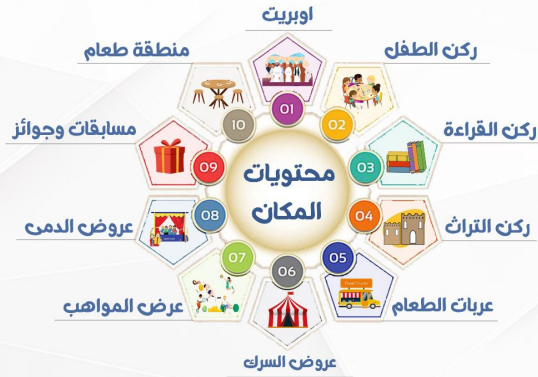 محتويات
المكان
01
اوبريت
02
ركن الطفل
03
ركن القراءة
04
ركن التراث
05
عربات الطعام
06
عروض السرك
07
عرض المواهب
08
عروض الدمى
09
مسابقات وجوائز
10
منطقة طعام